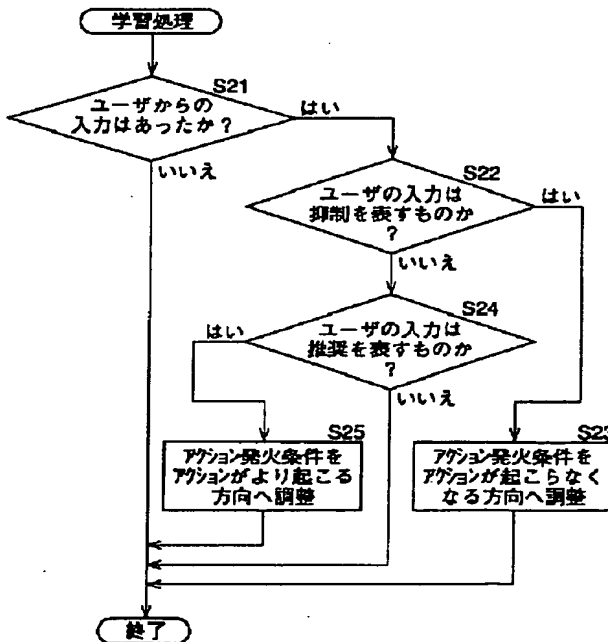 学習処理
S21
ユーザからの
入力はあったか？
はい
いいえ
S22
ユーザの入力は
抑制を表すものか
？
はい
いいえ
S24
ユーザの入力は
推奨を表すものか
？
はい
いいえ
S25
アクション発火条件を
アクションがより起こる
方向へ調整
S23
アクション発火条件を
アクションが起こらなく
なる方向へ調整
終了